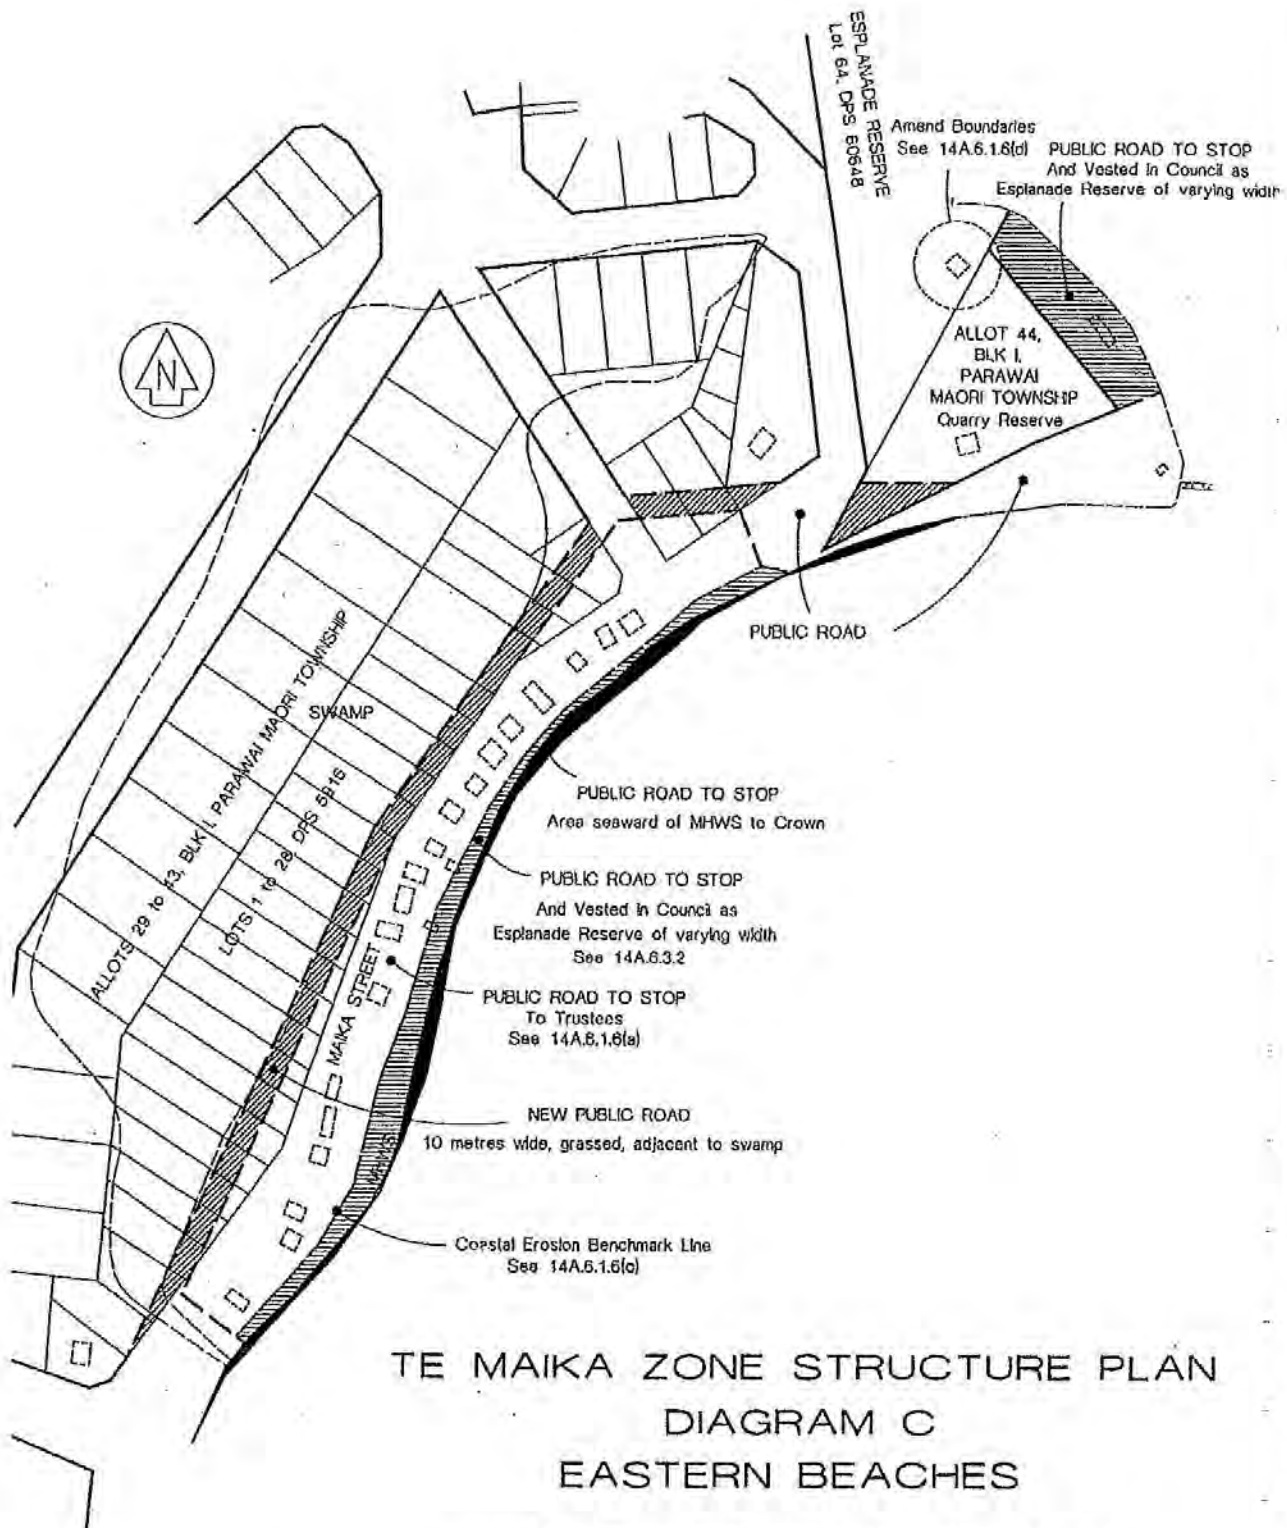 ESPLANADE RESERVE
Lot 64, DPS 60648
Amend Boundaries
See 14A.6.1.6(d)
PUBLIC ROAD TO STOP
And Vested in Council as
Esplanade Reserve of varying width
N
ALLOT 44,
BLK I,
PARAWAI
MAORI TOWNSHIP
Quarry Reserve
PUBLIC ROAD
ALLOTS 29 to 43, BLK I, PARAWAI MAORI TOWNSHIP
SWAMP
LOTS 1 to 28, DPS 5916
PUBLIC ROAD TO STOP
Area seaward of MHWS to Crown
PUBLIC ROAD TO STOP
And Vested in Council as
Esplanade Reserve of varying width
See 14A.6.3.2
MAIKA STREET
PUBLIC ROAD TO STOP
To Trustees
See 14A.6.1.6(a)
NEW PUBLIC ROAD
10 metres wide, grassed, adjacent to swamp
MHWS
Coastal Erosion Benchmark Line
See 14A.6.1.6(c)
TE MAIKA ZONE STRUCTURE PLAN
DIAGRAM C
EASTERN BEACHES